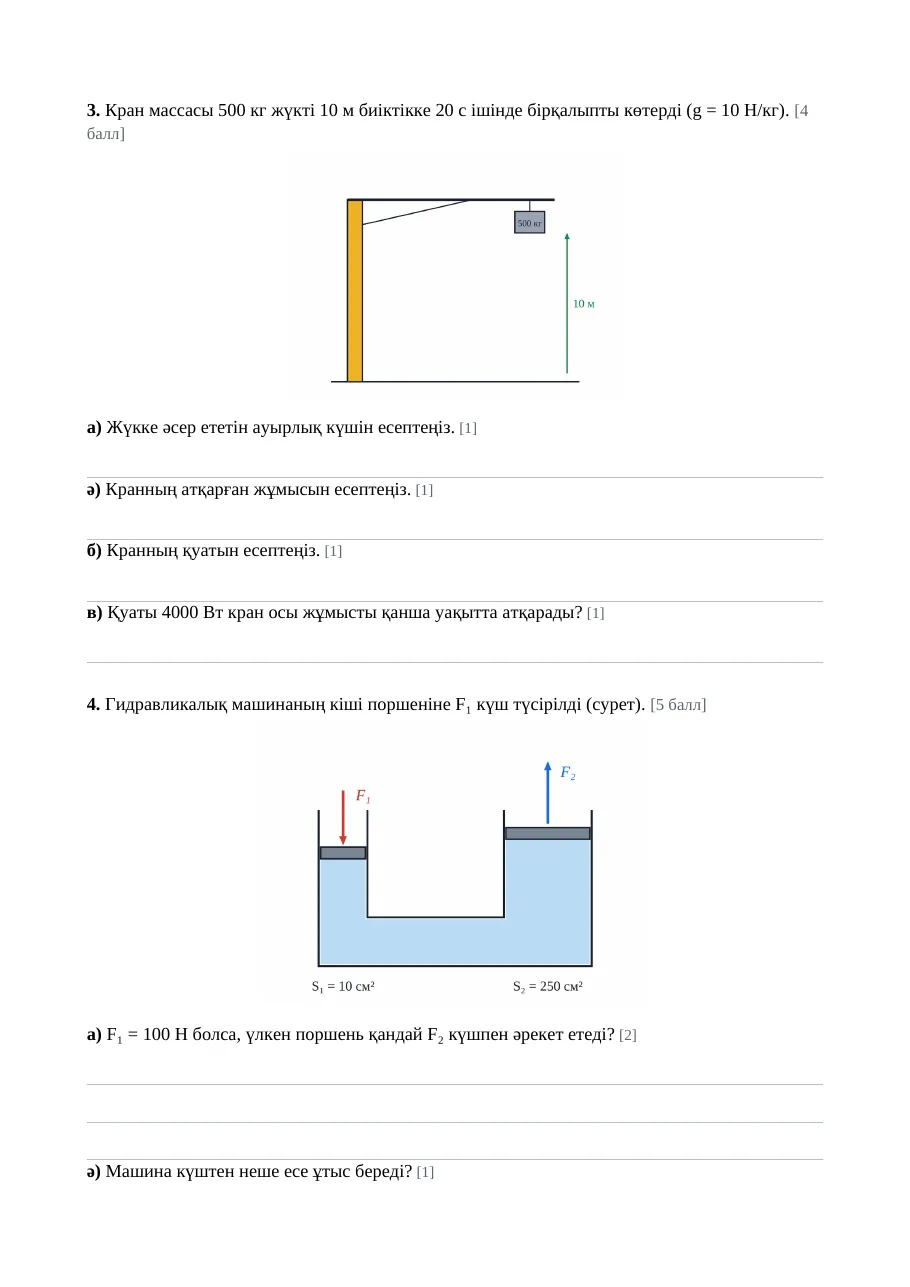 3. Кран массасы 500 кг жүкті 10 м биіктікке 20 с ішінде бірқалыпты көтерді (g = 10 Н/кг). [4
балл]
500 кг
10 м
а) Жүкке әсер ететін ауырлық күшін есептеңіз. [1]
ә) Кранның атқарған жұмысын есептеңіз. [1]
б) Кранның қуатын есептеңіз. [1]
в) Қуаты 4000 Вт кран осы жұмысты қанша уақытта атқарады? [1]
4. Гидравликалық машинаның кіші поршеніне F₁ күш түсірілді (сурет). [5 балл]
F₂
F₁
S₁ = 10 см² S₂ = 250 см²
а) F₁ = 100 Н болса, үлкен поршень қандай F₂ күшпен әрекет етеді? [2]
ә) Машина күштен неше есе ұтыс береді? [1]